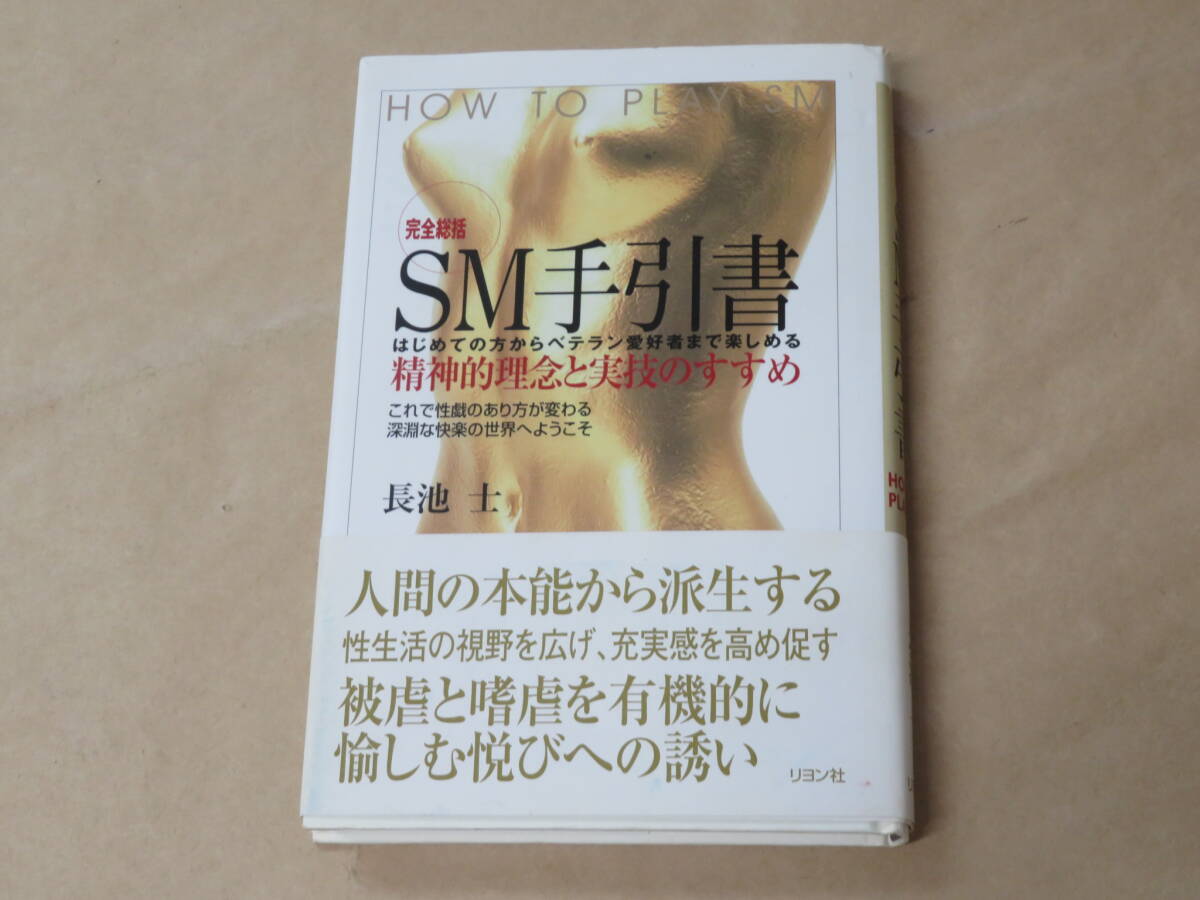 HOW TO PLAY SM
完全総括
SM手引書
はじめての方からベテラン愛好者まで楽しめる
精神的理念と実技のすすめ
これで性戯のあり方が変わる
深淵な快楽の世界へようこそ
長池 士
人間の本能から派生する
性生活の視野を広げ、充実感を高め促す
被虐と嗜虐を有機的に
愉しむ悦びへの誘い
リヨン社